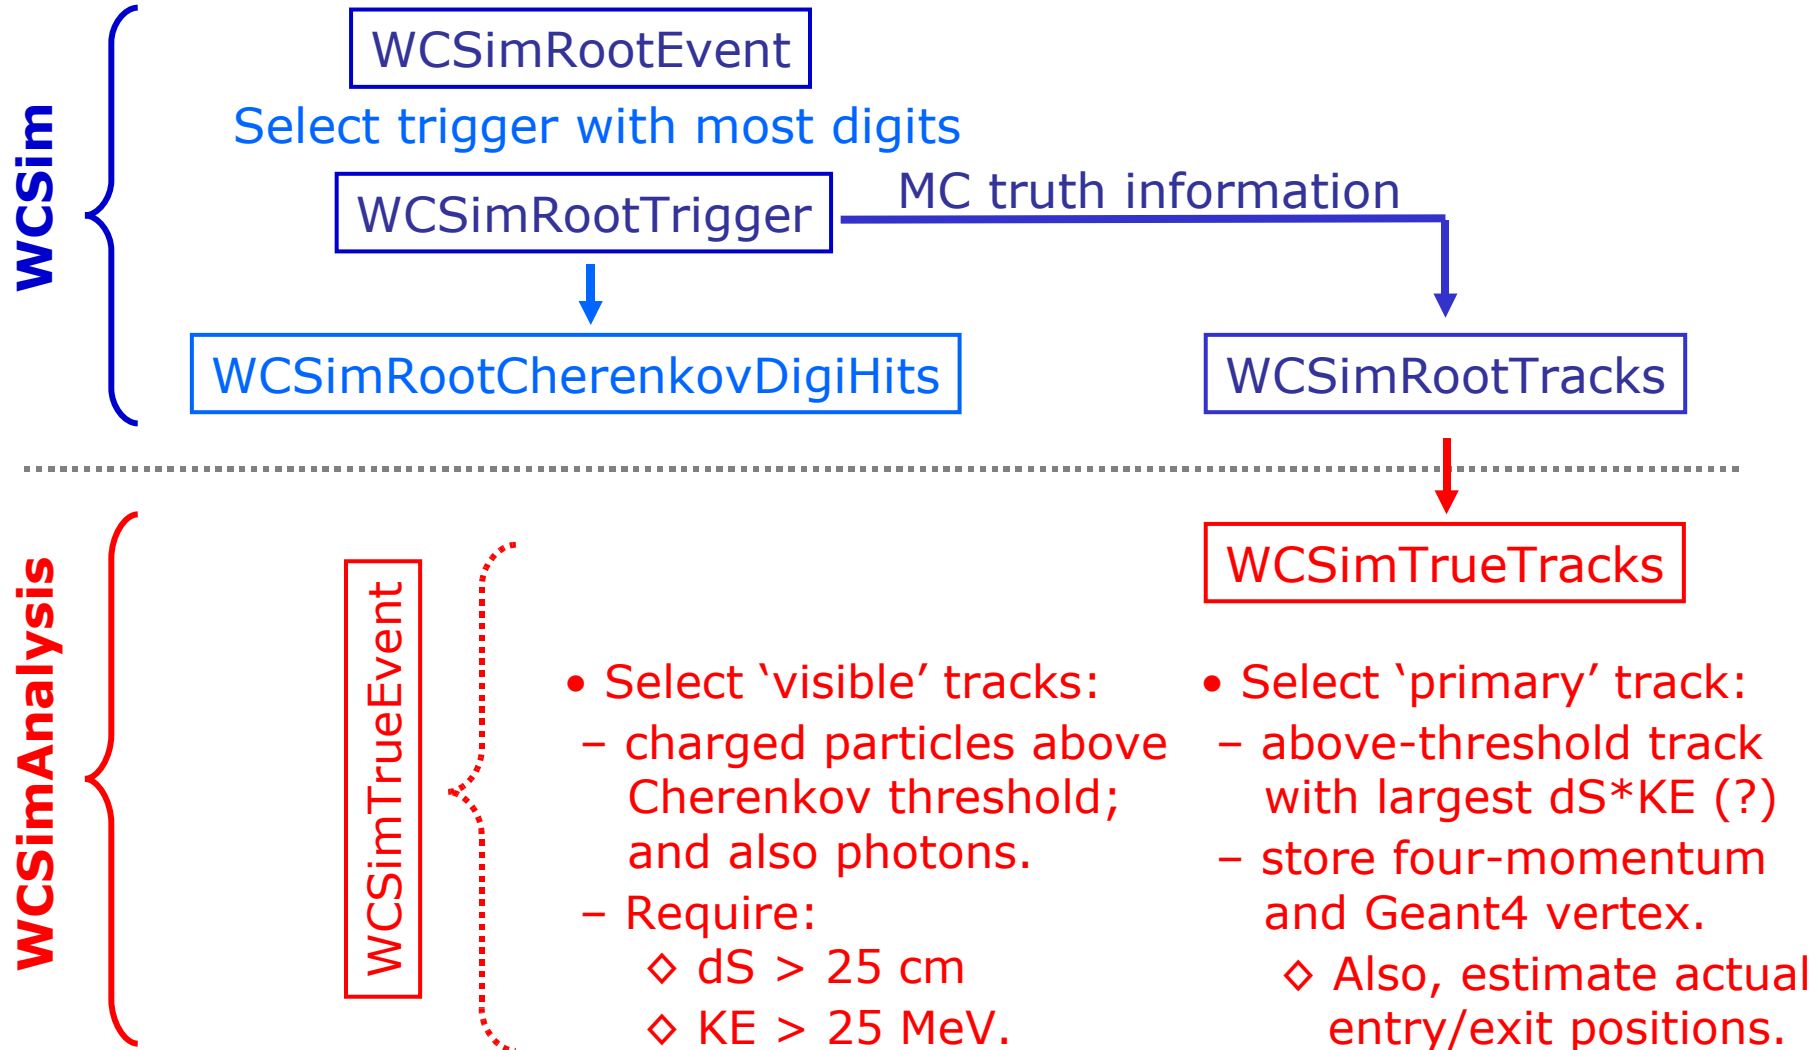 WCSim
WCSimRootEvent
Select trigger with most digits
WCSimRootTrigger
MC truth information
WCSimRootCherenkovDigiHits
WCSimRootTracks
WCSimAnalysis
WCSimTrueEvent
WCSimTrueTracks
• Select ‘visible’ tracks:
– charged particles above
Cherenkov threshold;
and also photons.
– Require:
◇ dS > 25 cm
◇ KE > 25 MeV.
• Select ‘primary’ track:
– above-threshold track
with largest dS*KE (?)
– store four-momentum
and Geant4 vertex.
◇ Also, estimate actual
entry/exit positions.